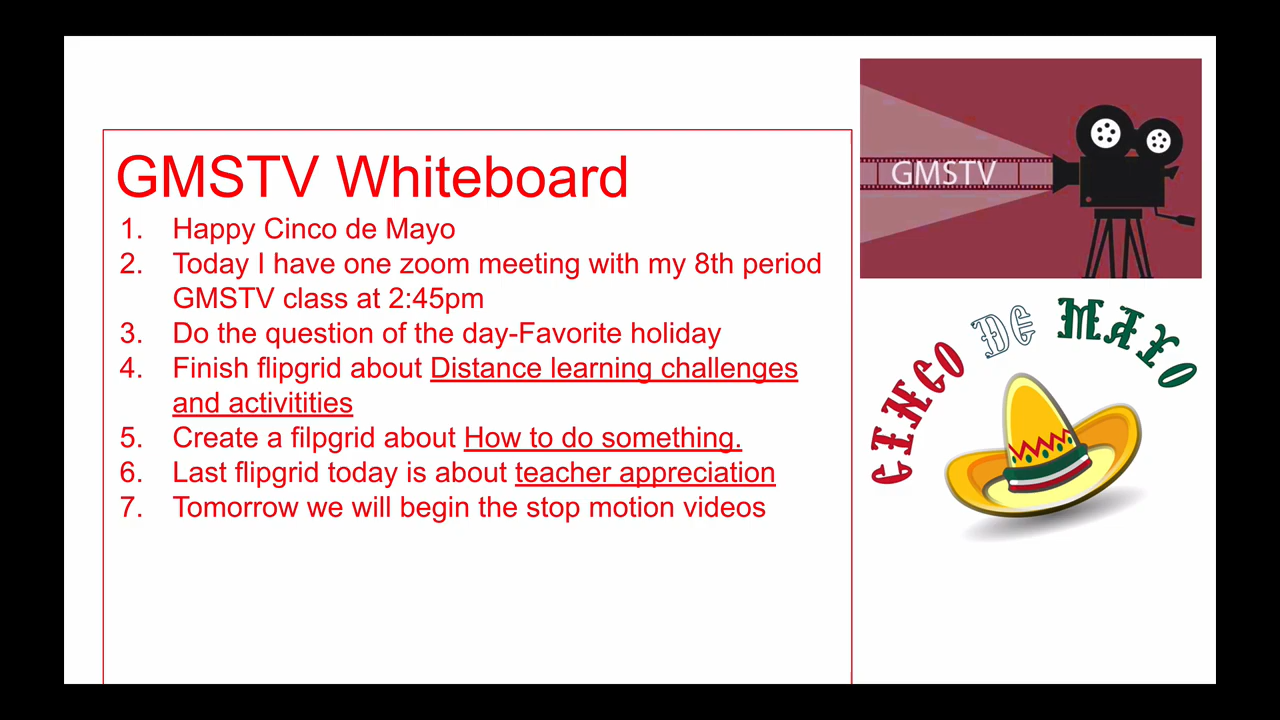 GMSTV Whiteboard
1. Happy Cinco de Mayo
2. Today I have one zoom meeting with my 8th period
GMSTV class at 2:45pm
3. Do the question of the day-Favorite holiday
4. Finish flipgrid about Distance learning challenges
and activitities
5. Create a filpgrid about How to do something.
6. Last flipgrid today is about teacher appreciation
7. Tomorrow we will begin the stop motion videos
GMSTV
CINCO DE MAYO